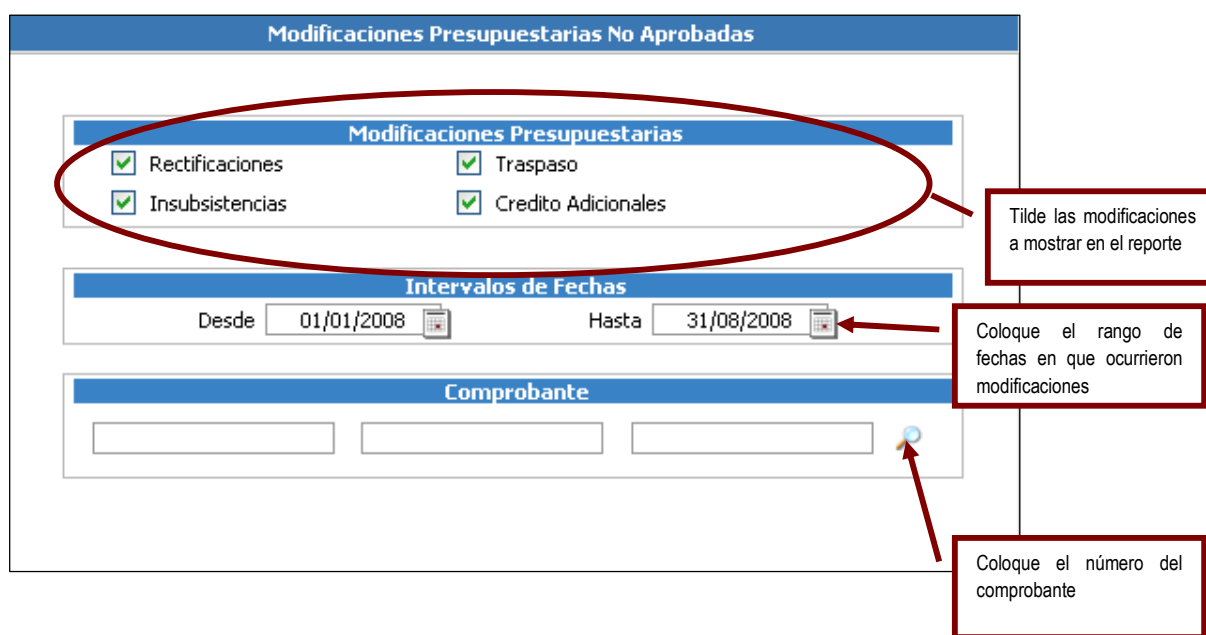 Modificaciones Presupuestarias No Aprobadas
Modificaciones Presupuestarias
Rectificaciones
Traspaso
Insubsistencias
Credito Adicionales
Tilde las modificaciones
a mostrar en el reporte
Intervalos de Fechas
Desde 01/01/2008 Hasta 31/08/2008
Coloque el rango de
fechas en que ocurrieron
modificaciones
Comprobante
Coloque el número del
comprobante